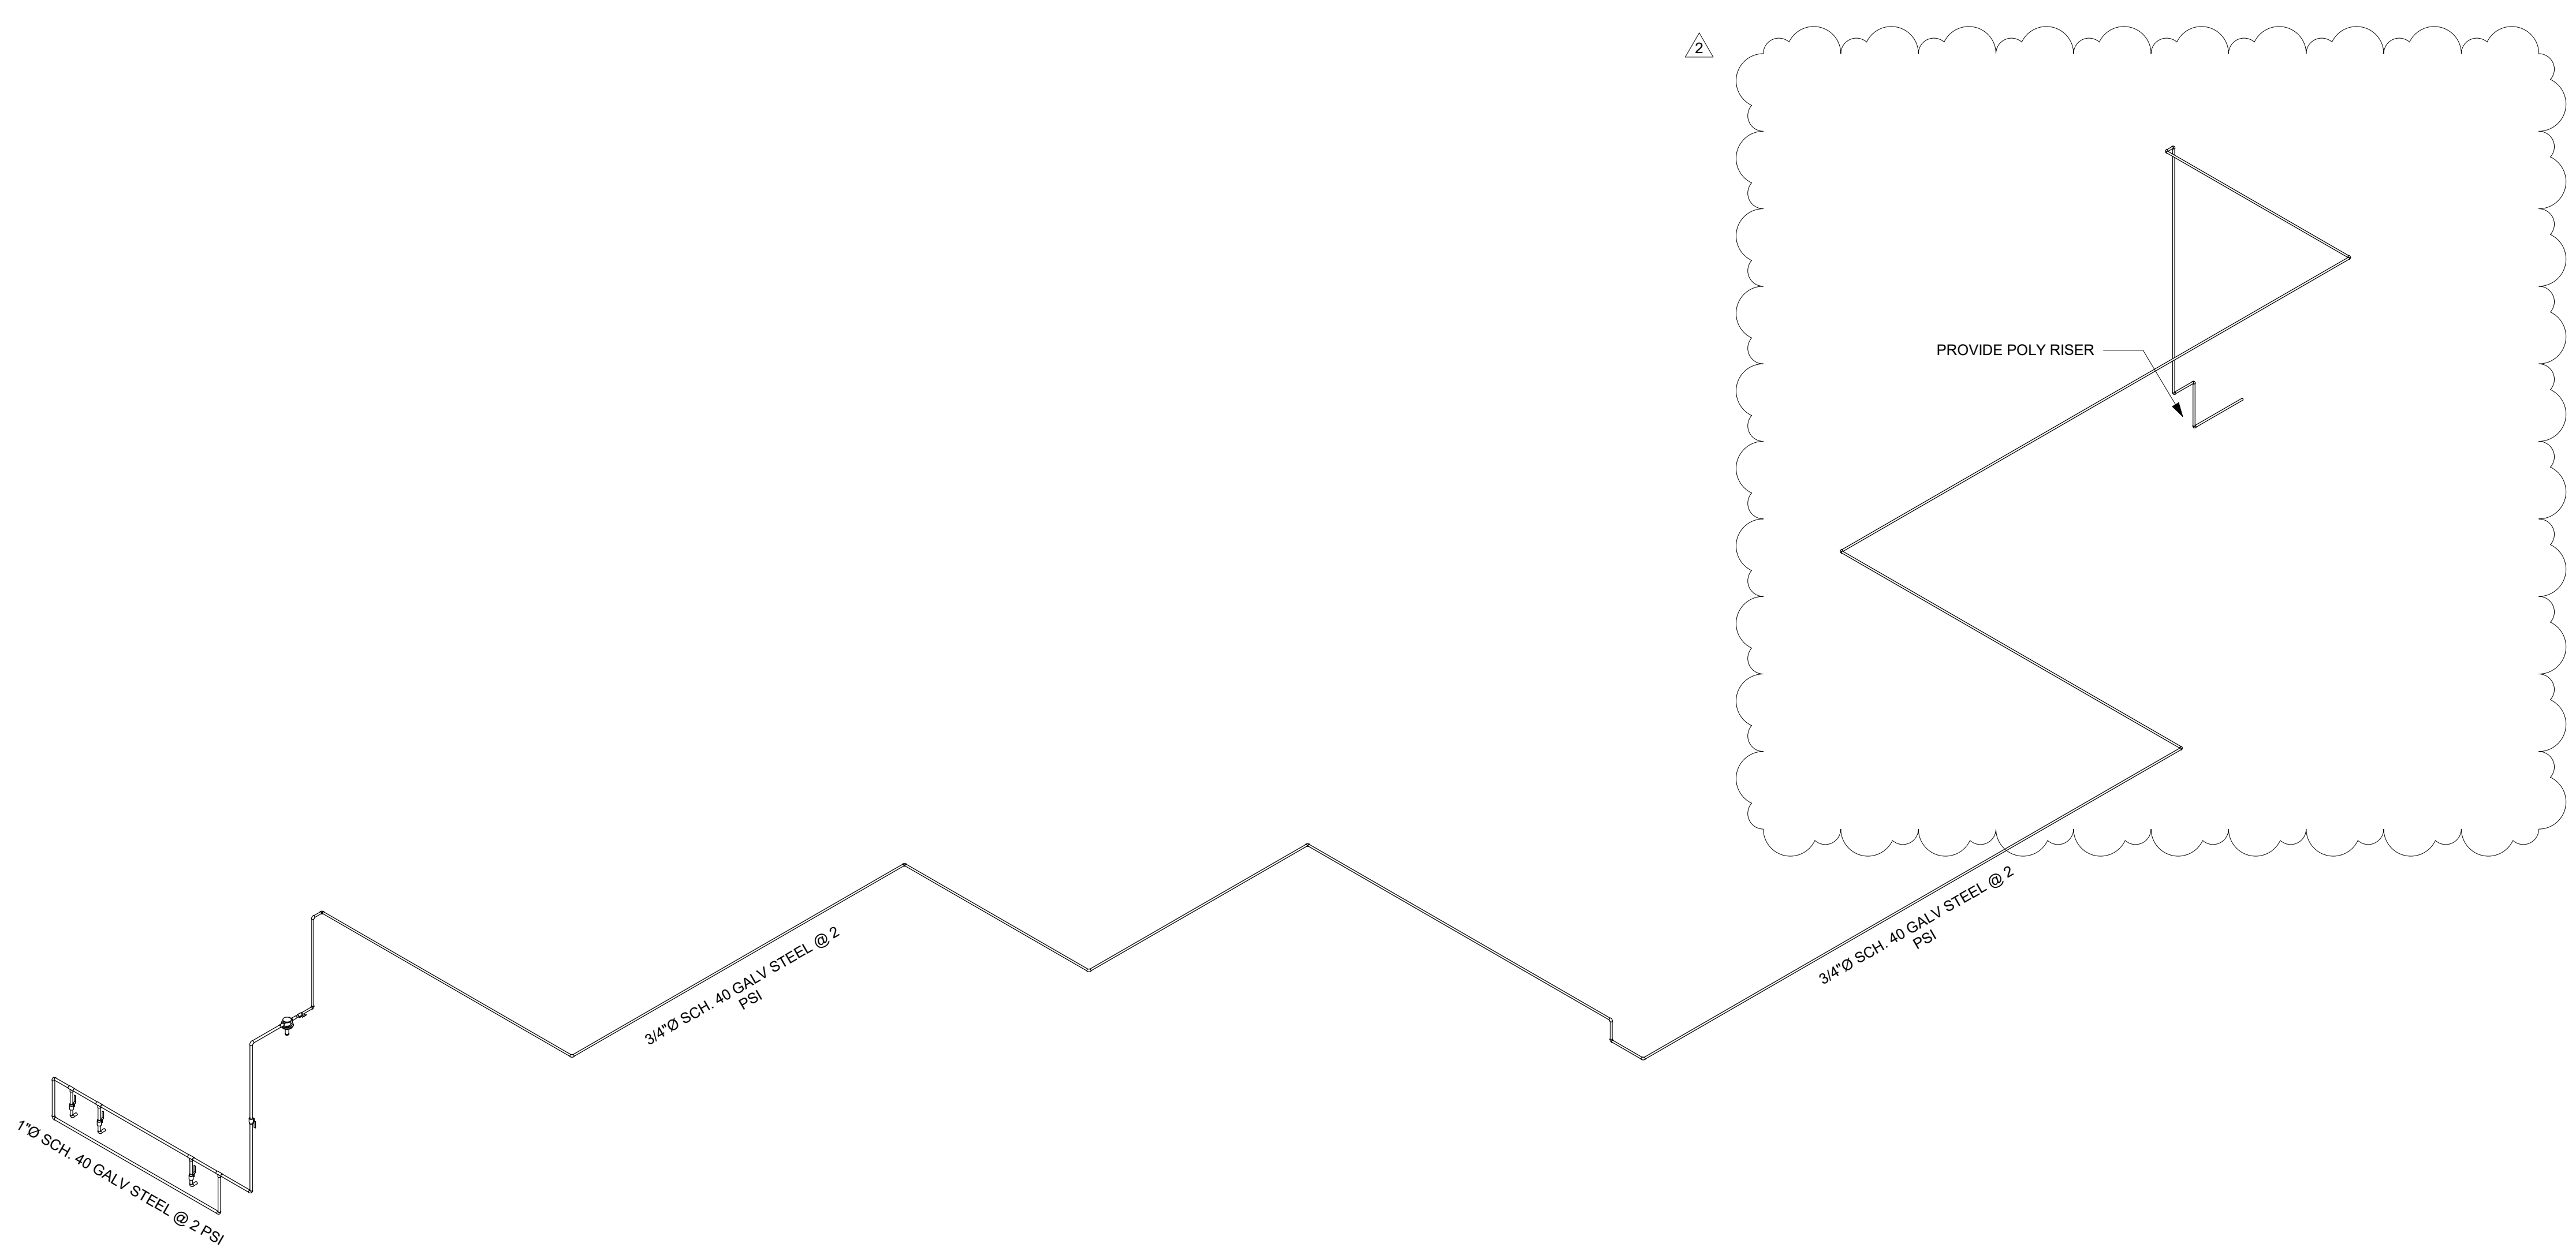 2
PROVIDE POLY RISER
3/4"Ø SCH. 40 GALV STEEL @ 2
PSI
3/4"Ø SCH. 40 GALV STEEL @ 2
PSI
1"Ø SCH. 40 GALV STEEL @ 2 PSI